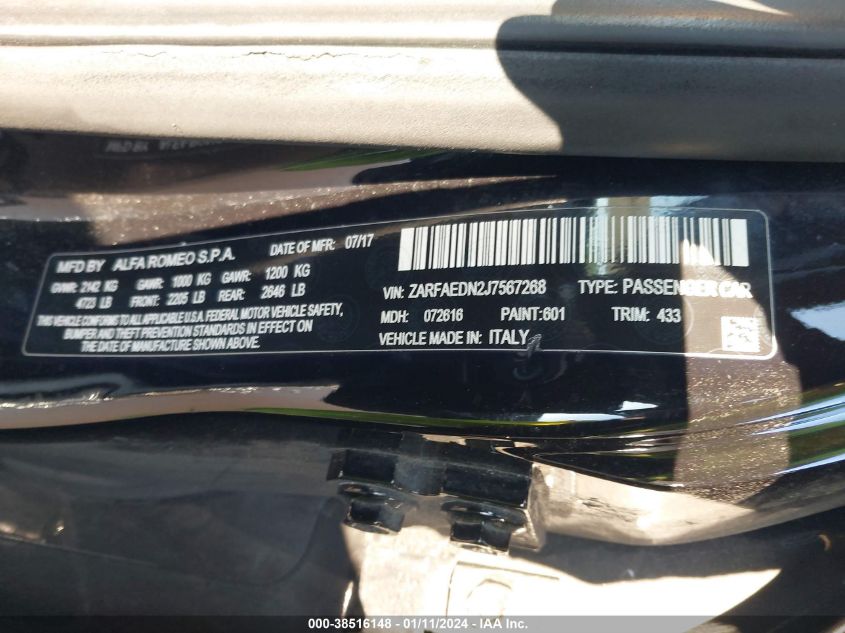 MFD BY ALFA ROMEO S.P.A. DATE OF MFR: 07/17
GVWR: 2142 KG GAWR: 1000 KG GAWR: 1200 KG
4723 LB FRONT: 2205 LB REAR: 2646 LB
THIS VEHICLE CONFORMS TO ALL APPLICABLE U.S.A. FEDERAL MOTOR VEHICLE SAFETY,
BUMPER AND THEFT PREVENTION STANDARDS IN EFFECT ON
THE DATE OF MANUFACTURE SHOWN ABOVE.
VIN: ZARFAEDN2J7567268 TYPE: PASSENGER CAR
MDH: 072616 PAINT:601 TRIM: 433
VEHICLE MADE IN: ITALY
000-38516148 — 01/11/2024 — IAA Inc.